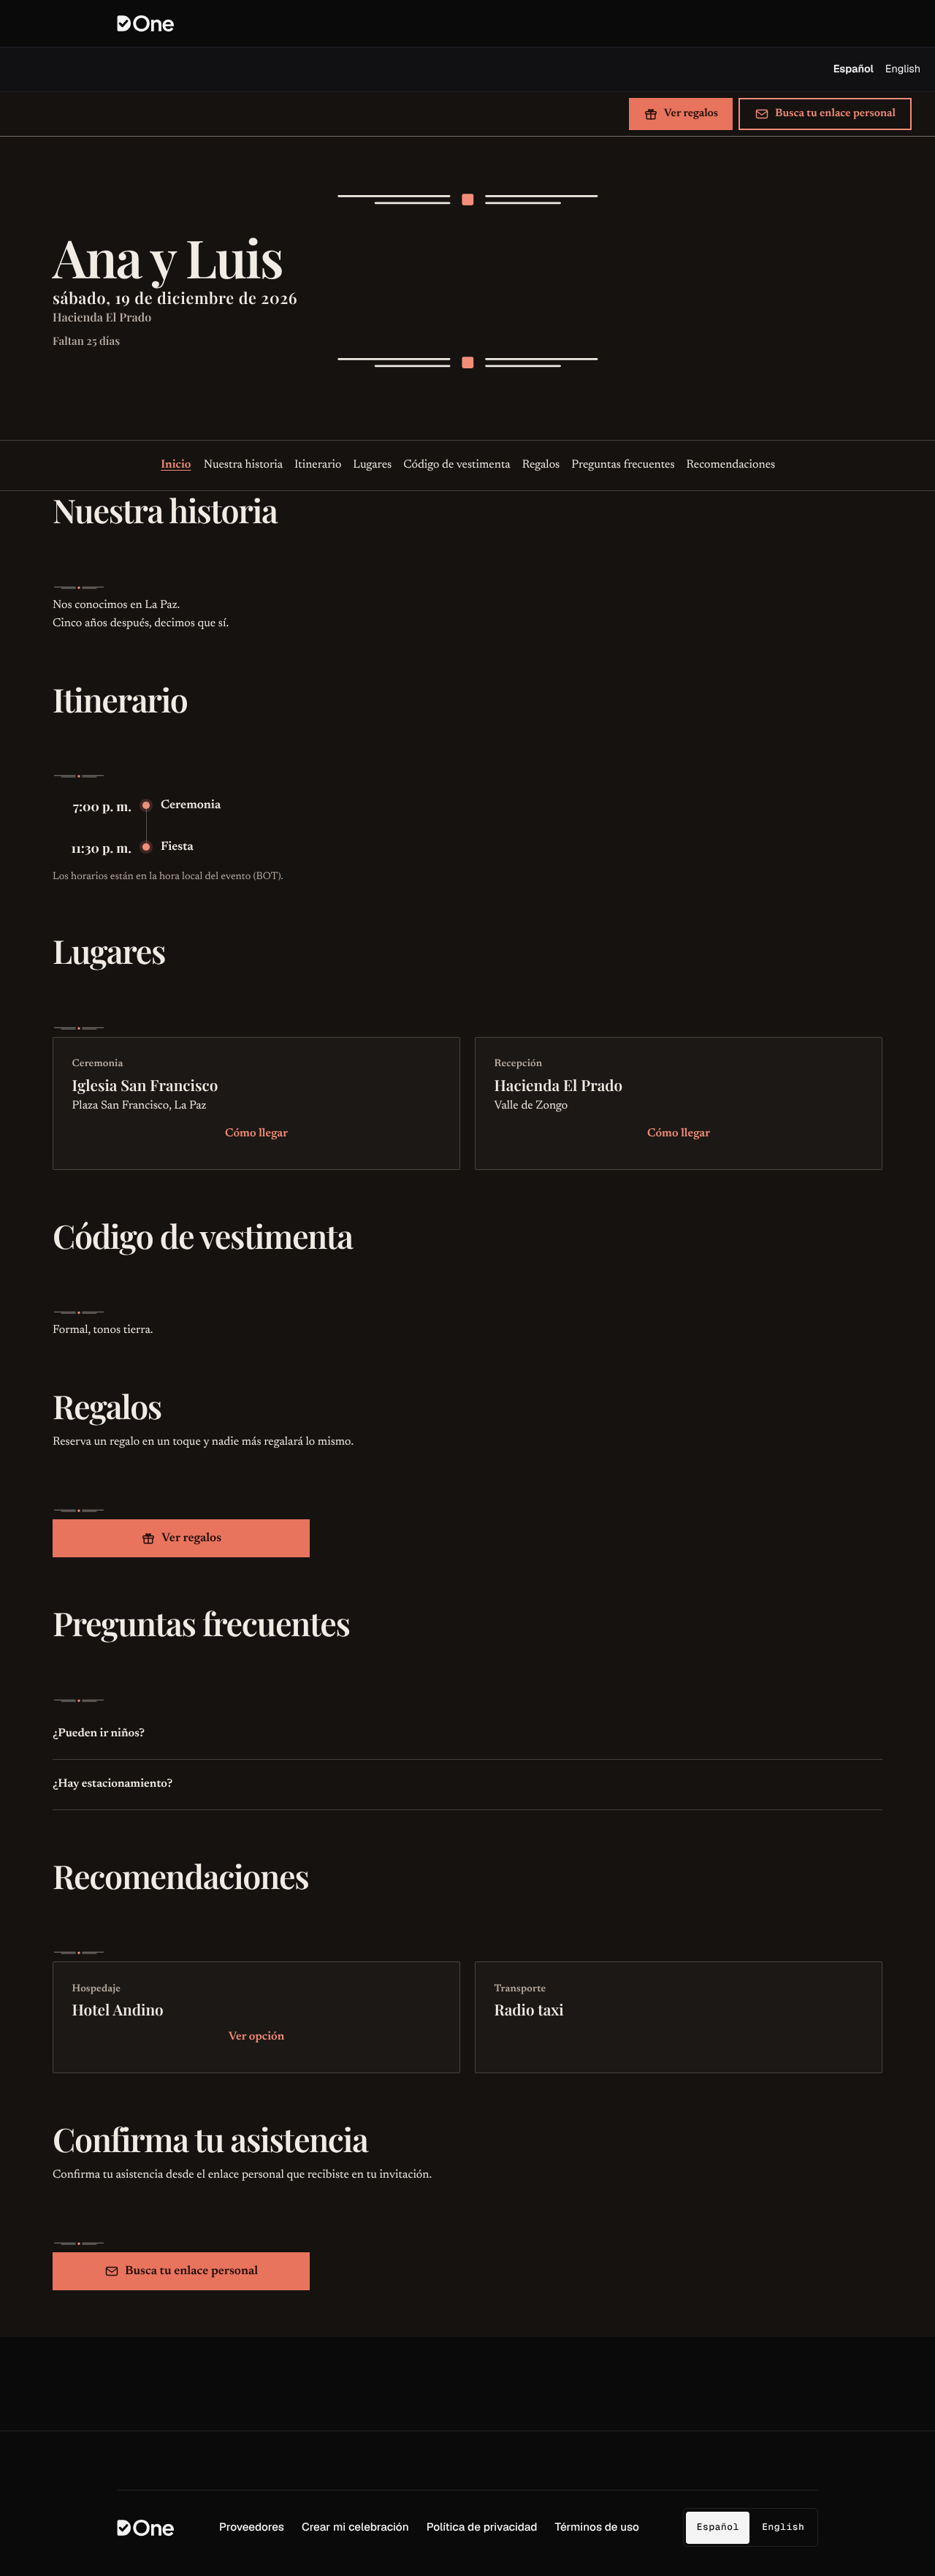 One
Español English
Ver regalos Busca tu enlace personal
Ana y Luis
sábado, 19 de diciembre de 2026
Hacienda El Prado
Faltan 25 días
Inicio Nuestra historia Itinerario Lugares Código de vestimenta Regalos Preguntas frecuentes Recomendaciones
Nuestra historia
Nos conocimos en La Paz.
Cinco años después, decimos que sí.
Itinerario
7:00 p. m. Ceremonia
11:30 p. m. Fiesta
Los horarios están en la hora local del evento (BOT).
Lugares
Ceremonia
Iglesia San Francisco
Plaza San Francisco, La Paz
Cómo llegar
Recepción
Hacienda El Prado
Valle de Zongo
Cómo llegar
Código de vestimenta
Formal, tonos tierra.
Regalos
Reserva un regalo en un toque y nadie más regalará lo mismo.
Ver regalos
Preguntas frecuentes
¿Pueden ir niños?
¿Hay estacionamiento?
Recomendaciones
Hospedaje
Hotel Andino
Ver opción
Transporte
Radio taxi
Confirma tu asistencia
Confirma tu asistencia desde el enlace personal que recibiste en tu invitación.
Busca tu enlace personal
One Proveedores Crear mi celebración Política de privacidad Términos de uso Español English